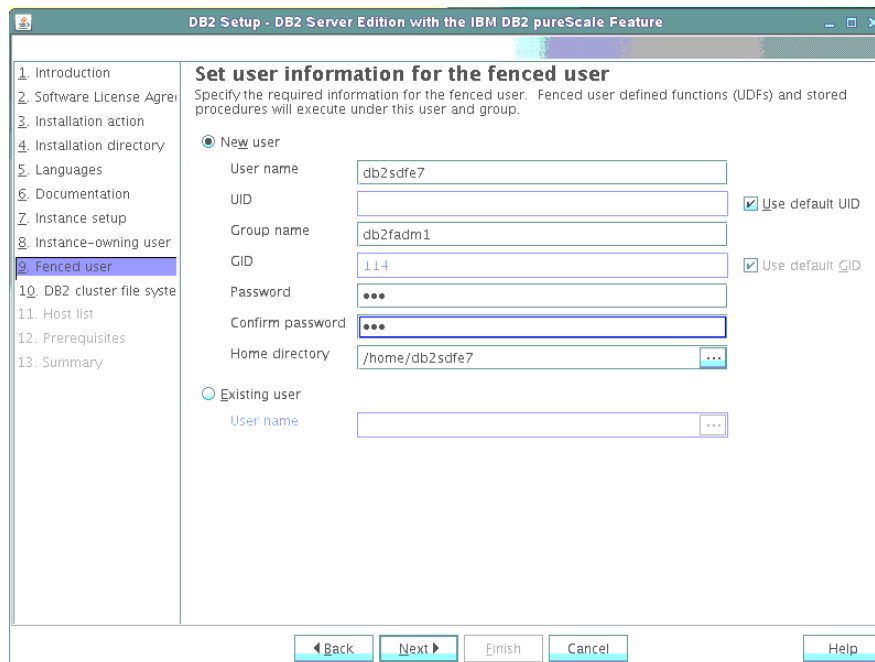 DB2 Setup - DB2 Server Edition with the IBM DB2 pureScale Feature
1. Introduction
2. Software License Agre
3. Installation action
4. Installation directory
5. Languages
6. Documentation
7. Instance setup
8. Instance-owning user
9. Fenced user
10. DB2 cluster file syste
11. Host list
12. Prerequisites
13. Summary
Set user information for the fenced user
Specify the required information for the fenced user. Fenced user defined functions (UDFs) and stored
procedures will execute under this user and group.
New user
User name db2sdfe7
UID Use default UID
Group name db2fadm1
GID 114 Use default GID
Password •••
Confirm password •••
Home directory /home/db2sdfe7 ...
Existing user
User name ...
Back Next Finish Cancel Help